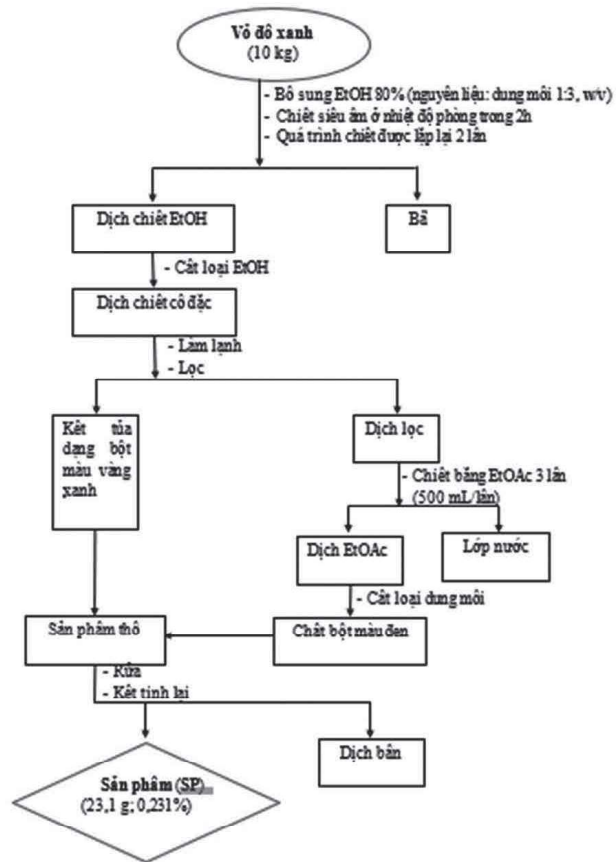 Vỏ đỗ xanh
(10 kg)
- Bổ sung EtOH 80% (nguyên liệu: dung môi 1:3, w/v)
- Chiết siêu âm ở nhiệt độ phòng trong 2h
- Quá trình chiết được lặp lại 2 lần
Dịch chiết EtOH
Bã
- Cất loại EtOH
Dịch chiết cô đặc
- Làm lạnh
- Lọc
Kết tủa
dạng bột
màu vàng
xanh
Dịch lọc
- Chiết bằng EtOAc 3 lần
(500 mL/lần)
Dịch EtOAc
Lớp nước
- Cất loại dung môi
Sản phẩm thô
Chất bột màu đen
- Rửa
- Kết tinh lại
Dịch bẩn
Sản phẩm (SP)
(23,1 g; 0,231%)